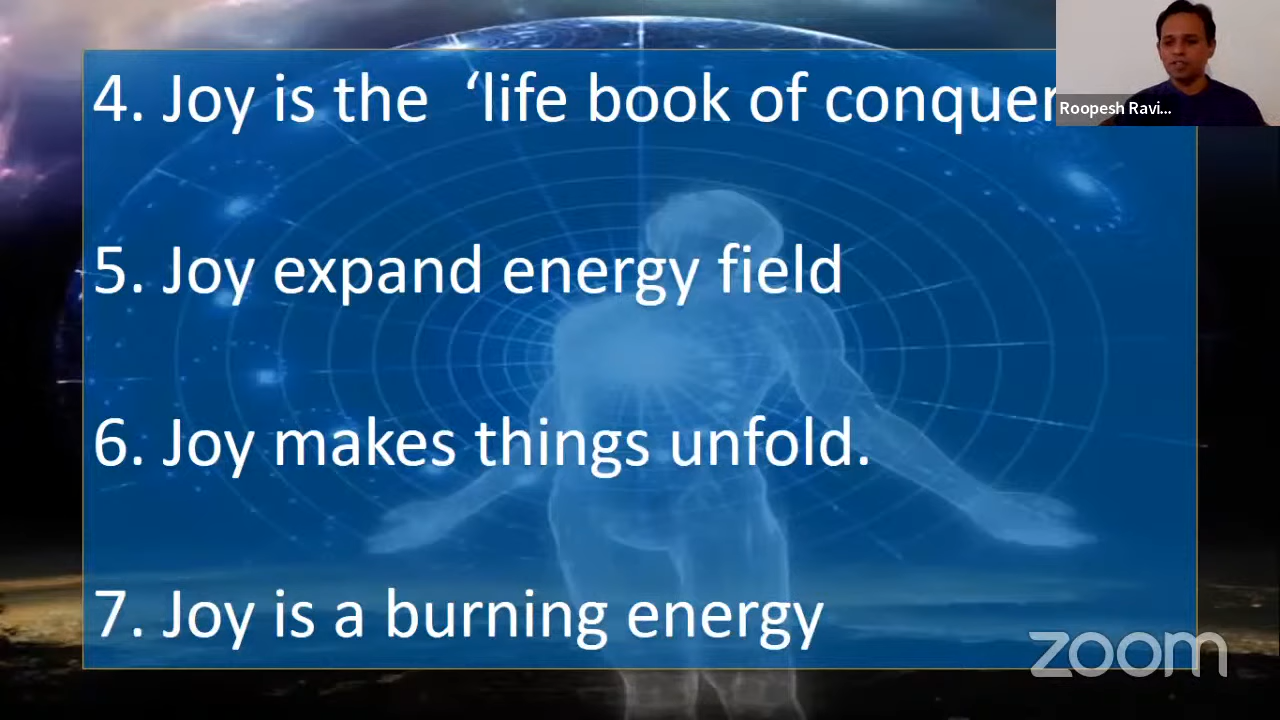 4. Joy is the ‘life book of conquer
Roopesh Ravi...
5. Joy expand energy field
6. Joy makes things unfold.
7. Joy is a burning energy
zoom